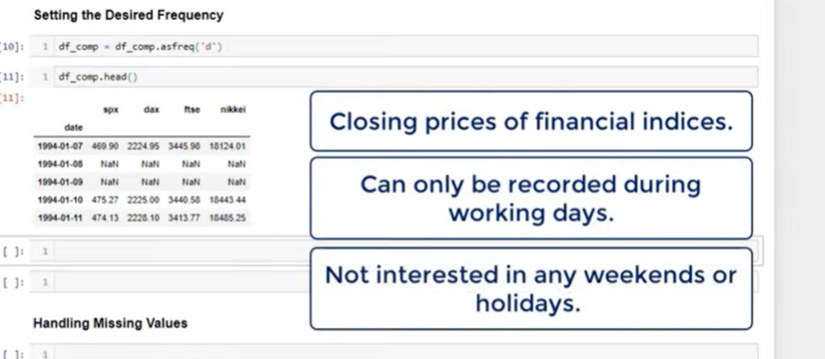 Setting the Desired Frequency
[10]: 1 df_comp = df_comp.asfreq('d')
[11]: 1 df_comp.head()
[11]:
spx dax ftse nikkei
date
1994-01-07 469.90 2224.95 3445.98 18124.01
1994-01-08 NaN NaN NaN NaN
1994-01-09 NaN NaN NaN NaN
1994-01-10 475.27 2225.00 3440.58 18443.44
1994-01-11 474.13 2228.10 3413.77 18485.25
Closing prices of financial indices.
Can only be recorded during
working days.
Not interested in any weekends or
holidays.
[ ]: 1
[ ]: 1
Handling Missing Values
[ ]: 1